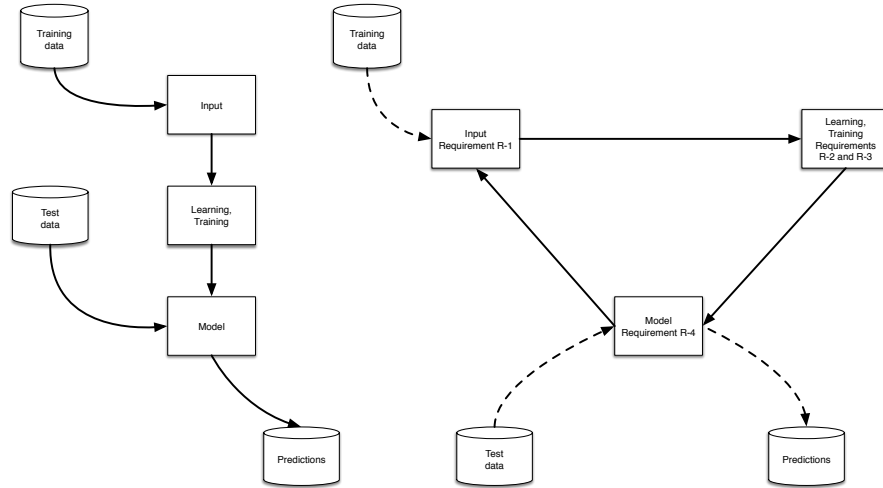 Training
data
Input
Learning,
Training
Test
data
Model
Predictions
Training
data
Input
Requirement R-1
Learning,
Training
Requirements
R-2 and R-3
Model
Requirement R-4
Test
data
Predictions